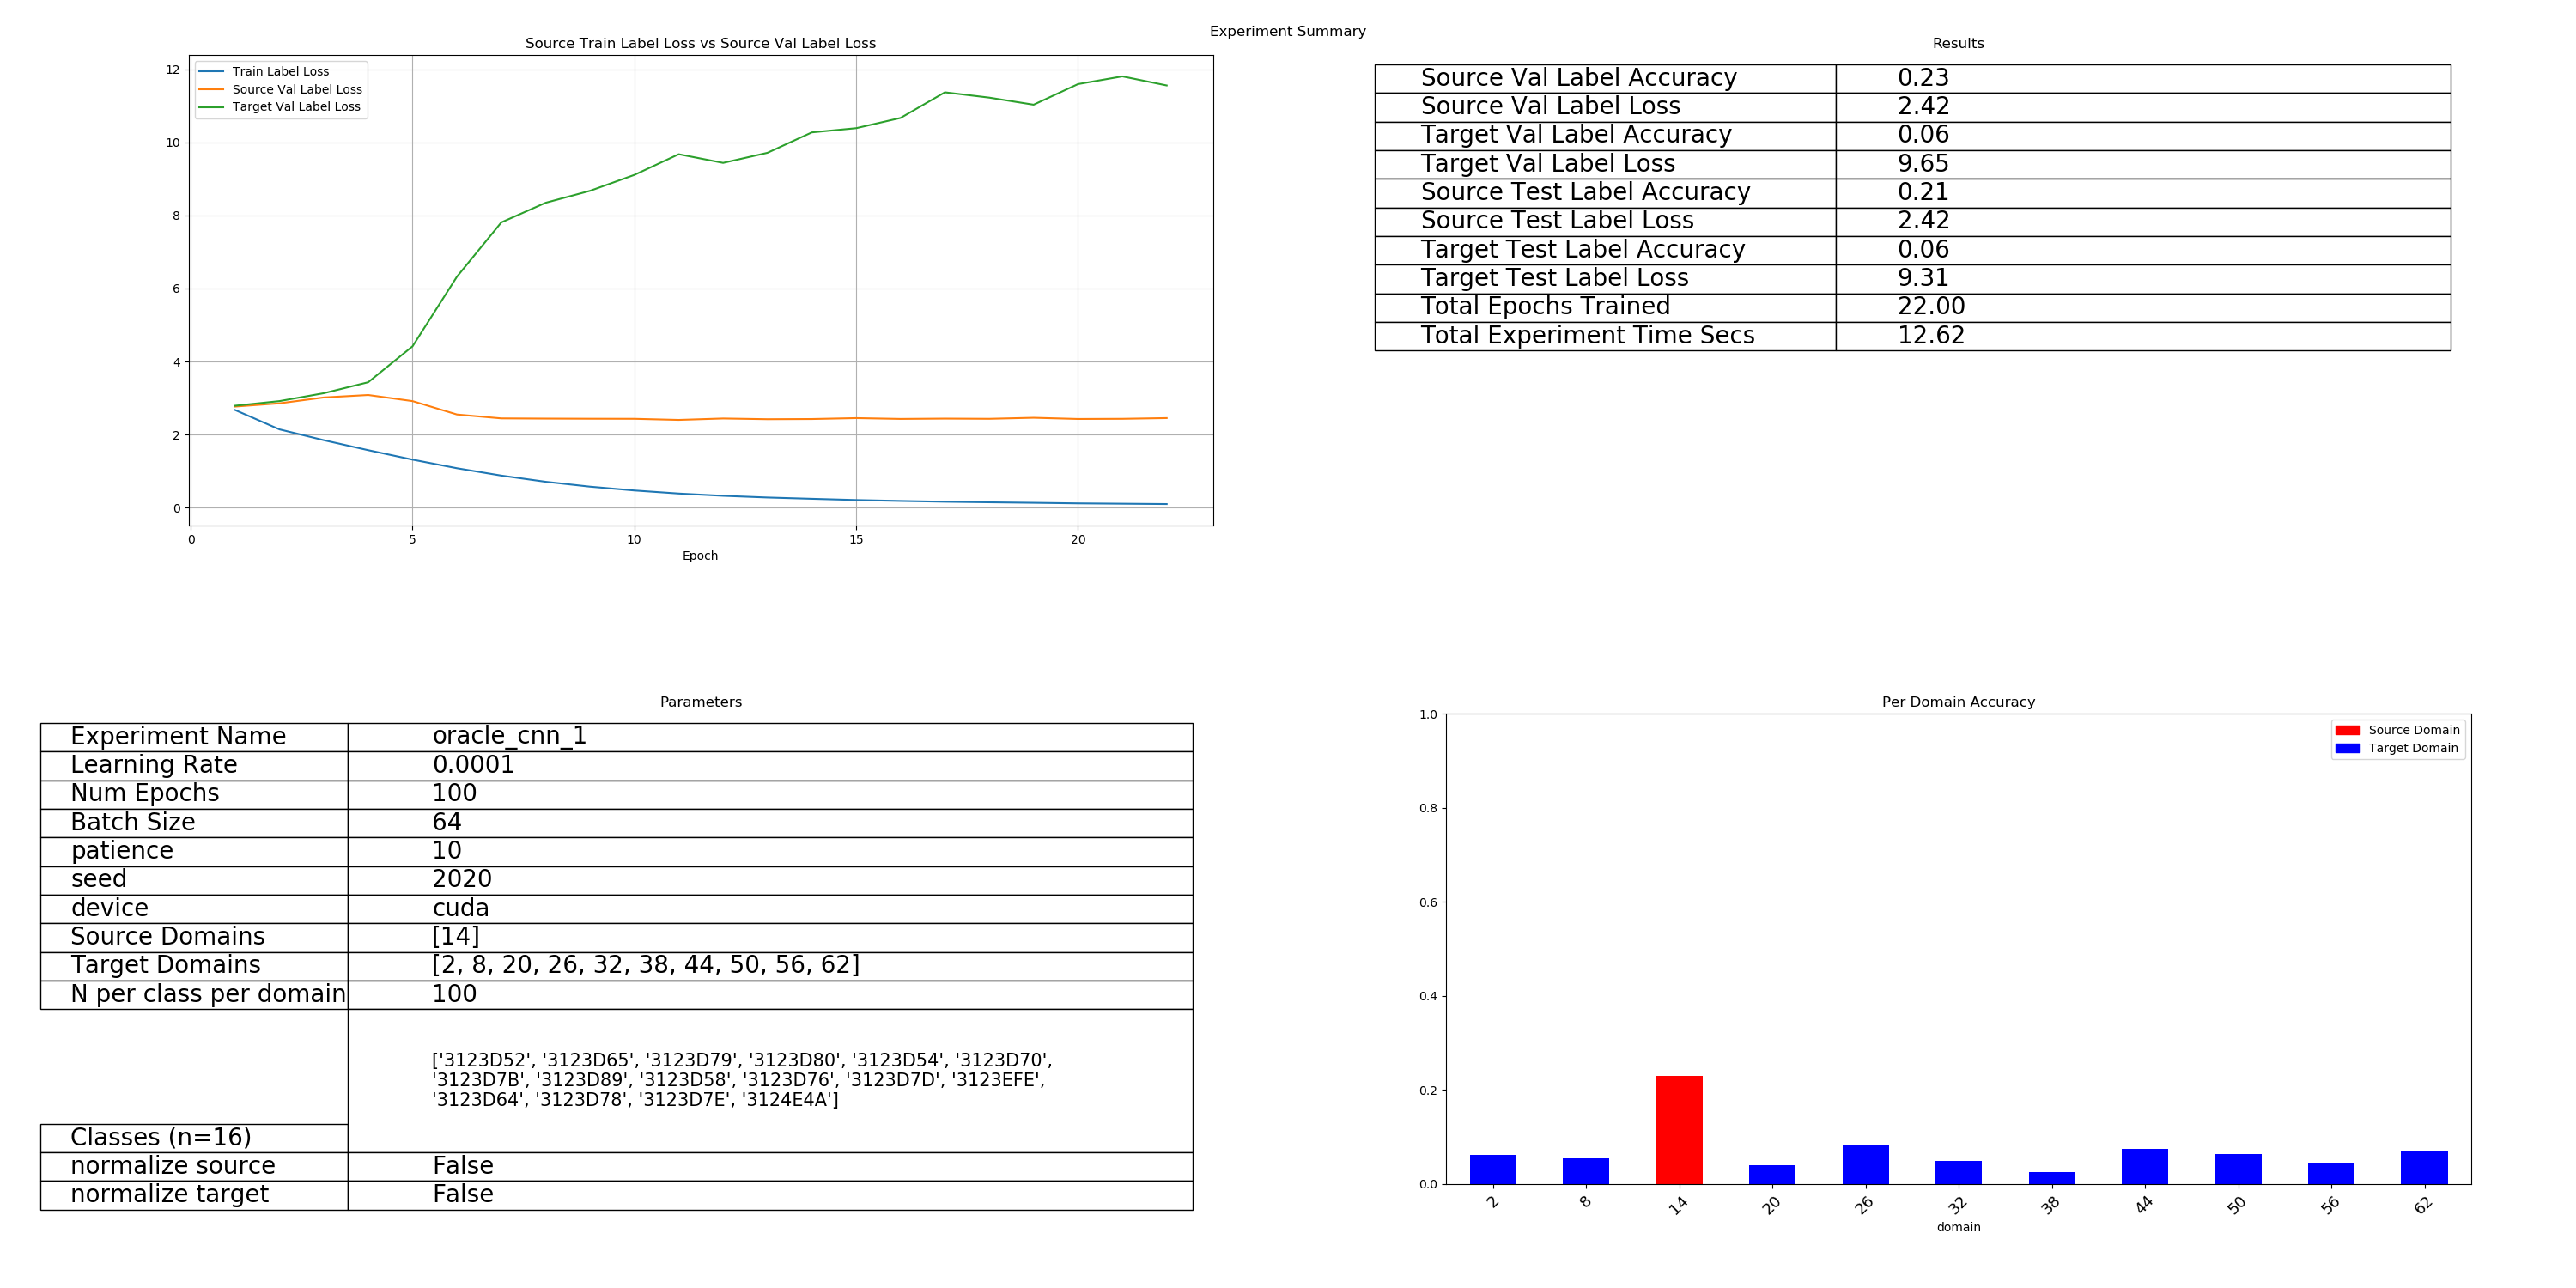 Experiment Summary
Source Train Label Loss vs Source Val Label Loss
Train Label Loss
Source Val Label Loss
Target Val Label Loss
12
10
8
6
4
2
0
0 5 10 15 20
Epoch
Results
Source Val Label Accuracy 0.23
Source Val Label Loss 2.42
Target Val Label Accuracy 0.06
Target Val Label Loss 9.65
Source Test Label Accuracy 0.21
Source Test Label Loss 2.42
Target Test Label Accuracy 0.06
Target Test Label Loss 9.31
Total Epochs Trained 22.00
Total Experiment Time Secs 12.62
Parameters
Experiment Name oracle_cnn_1
Learning Rate 0.0001
Num Epochs 100
Batch Size 64
patience 10
seed 2020
device cuda
Source Domains [14]
Target Domains [2, 8, 20, 26, 32, 38, 44, 50, 56, 62]
N per class per domain 100
['3123D52', '3123D65', '3123D79', '3123D80', '3123D54', '3123D70',
'3123D7B', '3123D89', '3123D58', '3123D76', '3123D7D', '3123EFE',
'3123D64', '3123D78', '3123D7E', '3124E4A']
Classes (n=16)
normalize source False
normalize target False
Per Domain Accuracy
Source Domain
Target Domain
1.0
0.8
0.6
0.4
0.2
0.0
2 8 14 20 26 32 38 44 50 56 62
domain